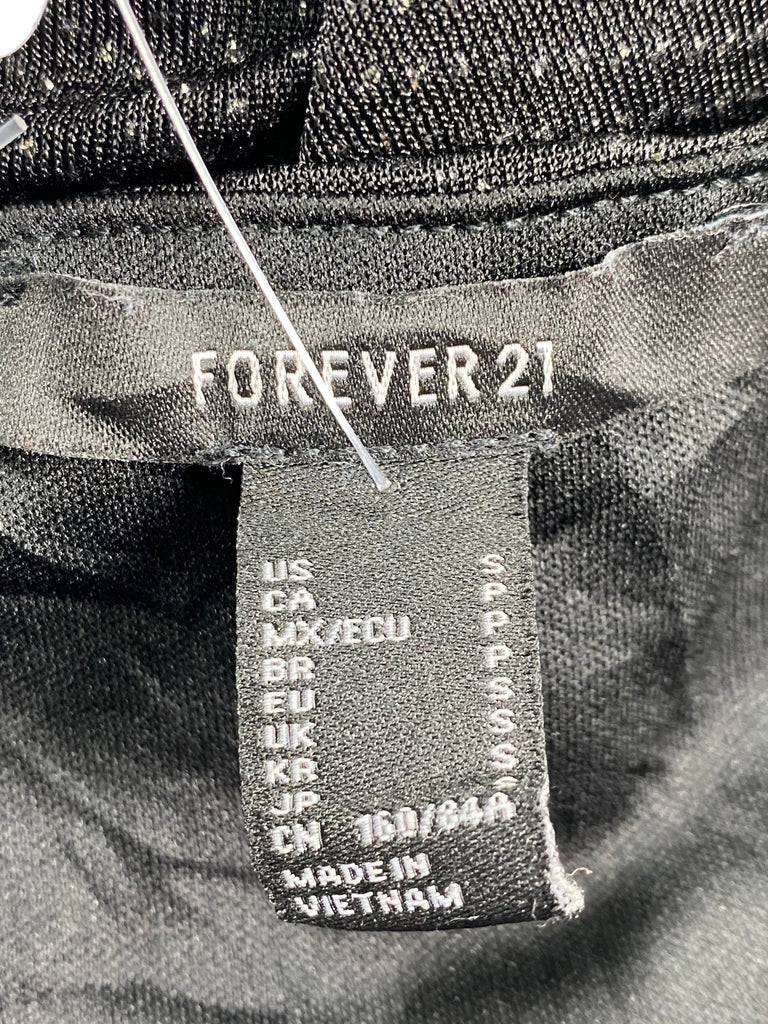 FOREVER 21
US S
CA P
MX/ECU P
BR P
EU S
UK S
KR S
JP
CN 160/84A
MADE IN
VIETNAM